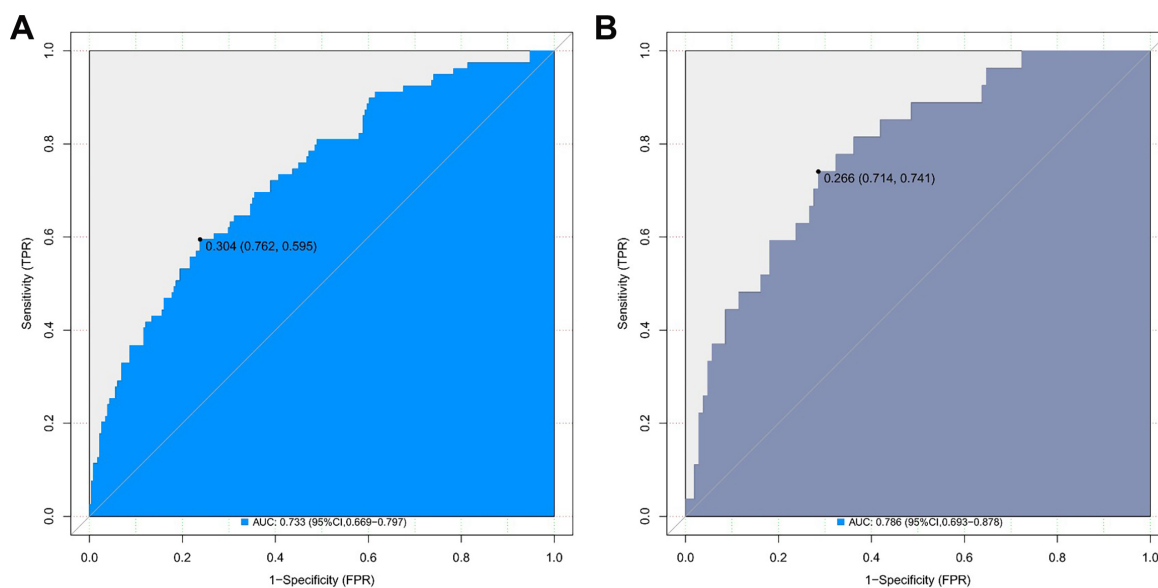 A
1.0
0.8
0.6
0.4
0.2
0.0
Sensitivity (TPR)
0.304 (0.762, 0.595)
AUC: 0.733 (95%CI,0.669−0.797)
0.0 0.2 0.4 0.6 0.8 1.0
1-Specificity (FPR)
B
1.0
0.8
0.6
0.4
0.2
0.0
Sensitivity (TPR)
0.266 (0.714, 0.741)
AUC: 0.786 (95%CI,0.693−0.878)
0.0 0.2 0.4 0.6 0.8 1.0
1-Specificity (FPR)